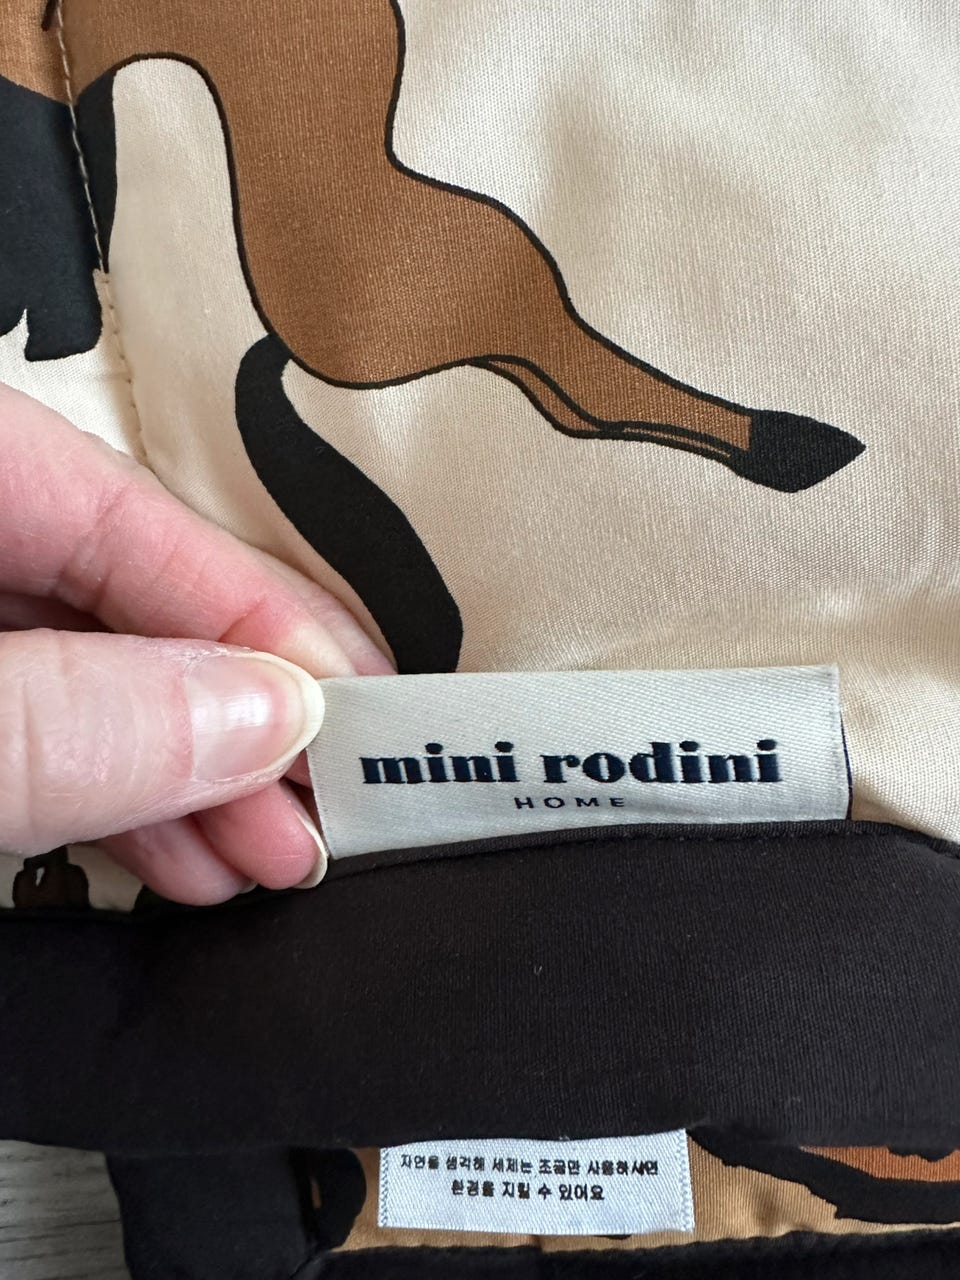 mini rodini
HOME
자연을 생각해 세제는 조금만 사용하시면
환경을 지킬 수 있어요